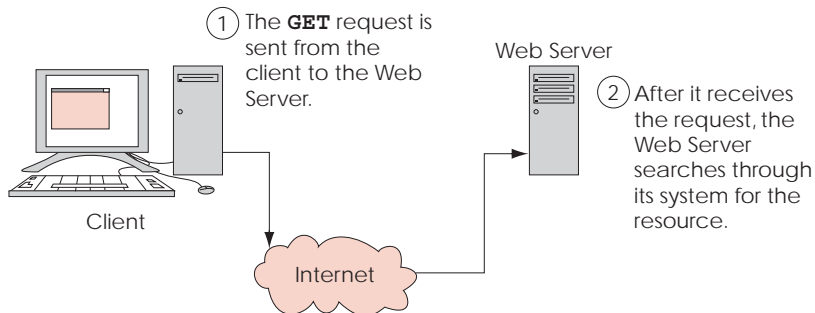 1 The GET request is
sent from the
client to the Web
Server.
Web Server
2 After it receives
the request, the
Web Server
searches through
its system for the
resource.
Client
Internet